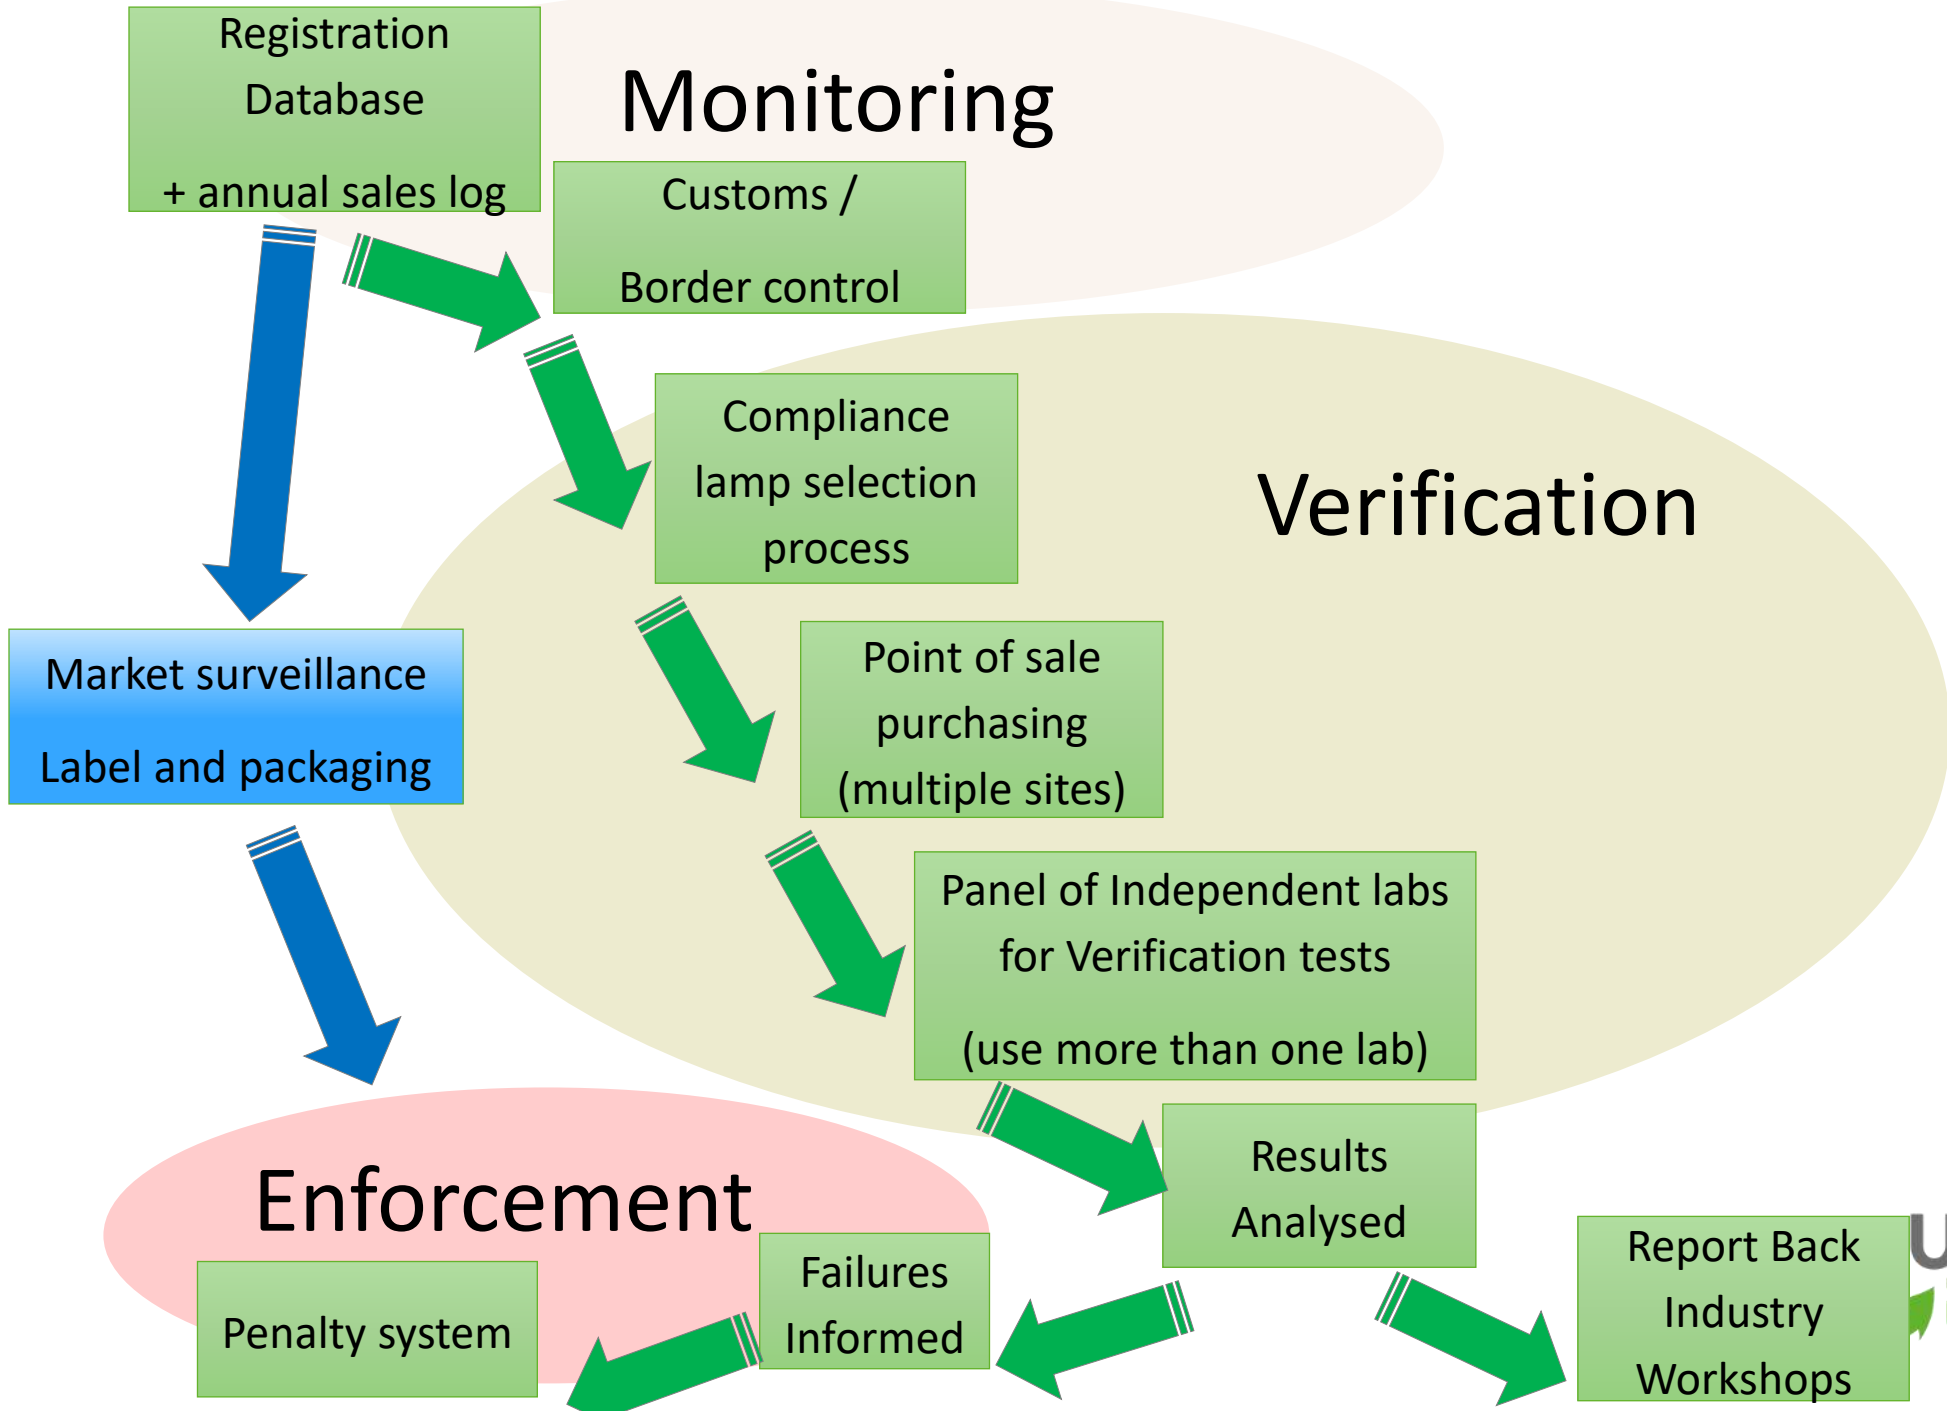 Registration
Database
+ annual sales log
Monitoring
Customs /
Border control
Compliance
lamp selection
process
Verification
Market surveillance
Label and packaging
Point of sale
purchasing
(multiple sites)
Panel of Independent labs
for Verification tests
(use more than one lab)
Enforcement
Results
Analysed
Penalty system
Failures
Informed
Report Back
Industry
Workshops